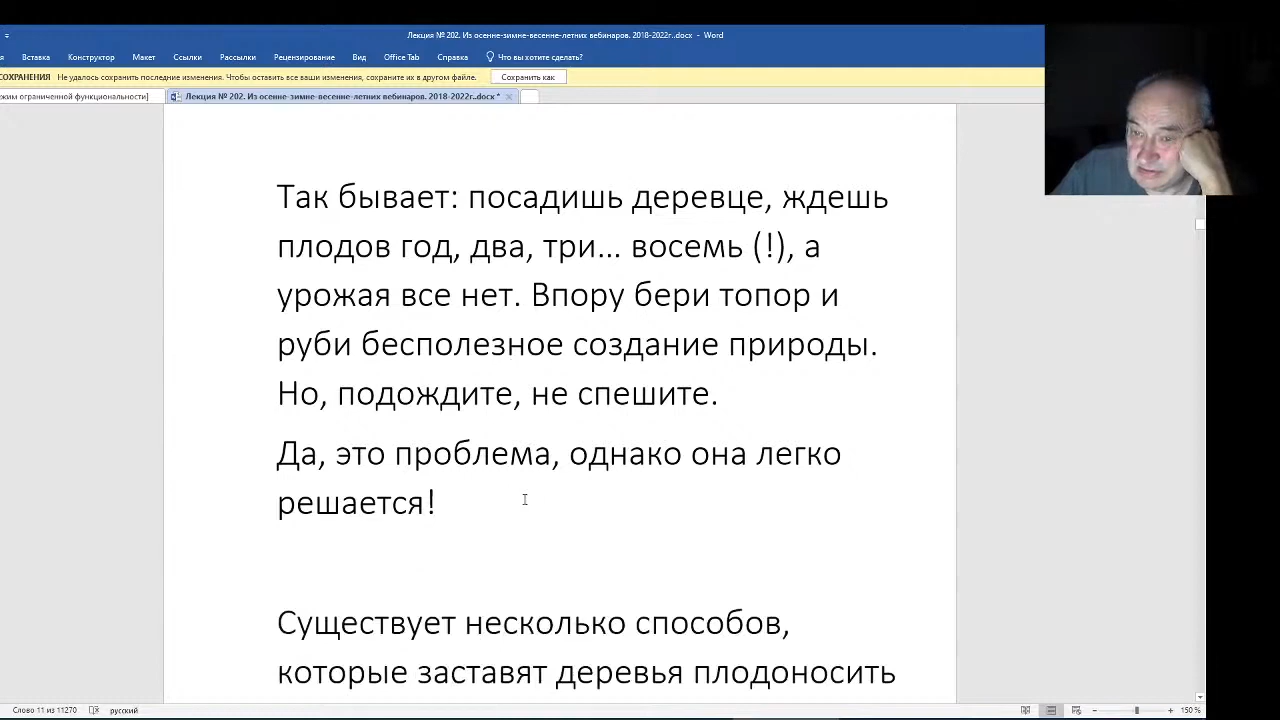 Лекция № 202. Из осенне-зимне-весенне-летних вебинаров. 2018-2022г..docx - Word
Вставка Конструктор Макет Ссылки Рассылки Рецензирование Вид Office Tab Справка Что вы хотите сделать?
СОХРАНЕНИЯ Не удалось сохранить последние изменения. Чтобы оставить все ваши изменения, сохраните их в другом файле. Сохранить как
ограниченной функциональности] Лекция № 202. Из осенне-зимне-весенне-летних вебинаров. 2018-2022г..docx *
Так бывает: посадишь деревце, ждешь
плодов год, два, три... восемь (!), а
урожая все нет. Впору бери топор и
руби бесполезное создание природы.
Но, подождите, не спешите.
Да, это проблема, однако она легко
решается!
Существует несколько способов,
которые заставят деревья плодоносить
Слово 11 из 11270 русский 150 %